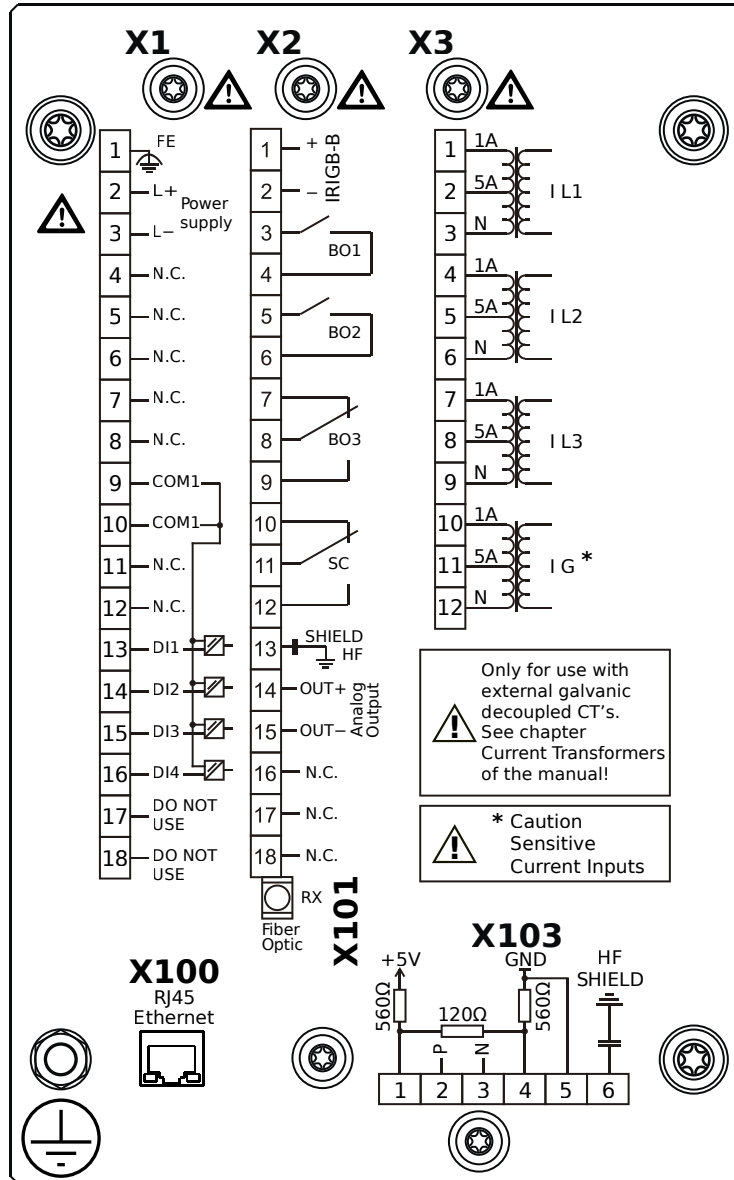 X1 X2 X3
1 FE
2 L+
Power
supply
3 L−
4 N.C.
5 N.C.
6 N.C.
7 N.C.
8 N.C.
9 COM1
10 COM1
11 N.C.
12 N.C.
13 DI1
14 DI2
15 DI3
16 DI4
17 DO NOT
USE
18 DO NOT
USE
1 +
IRIGB-B
2 −
3
BO1
4
5
BO2
6
7
8 BO3
9
10
11 SC
12
13 SHIELD
HF
14 OUT+
Analog
Output
15 OUT−
16 N.C.
17 N.C.
18 N.C.
RX
Fiber
Optic
X101
1 1A
2 5A I L1
3 N
4 1A
5 5A I L2
6 N
7 1A
8 5A I L3
9 N
10 1A
11 5A I G *
12 N
! Only for use with
external galvanic
decoupled CT's.
See chapter
Current Transformers
of the manual!
! * Caution
Sensitive
Current Inputs
X100
RJ45
Ethernet
X103
+5V GND HF
SHIELD
560Ω 120Ω 560Ω
P N
1 2 3 4 5 6